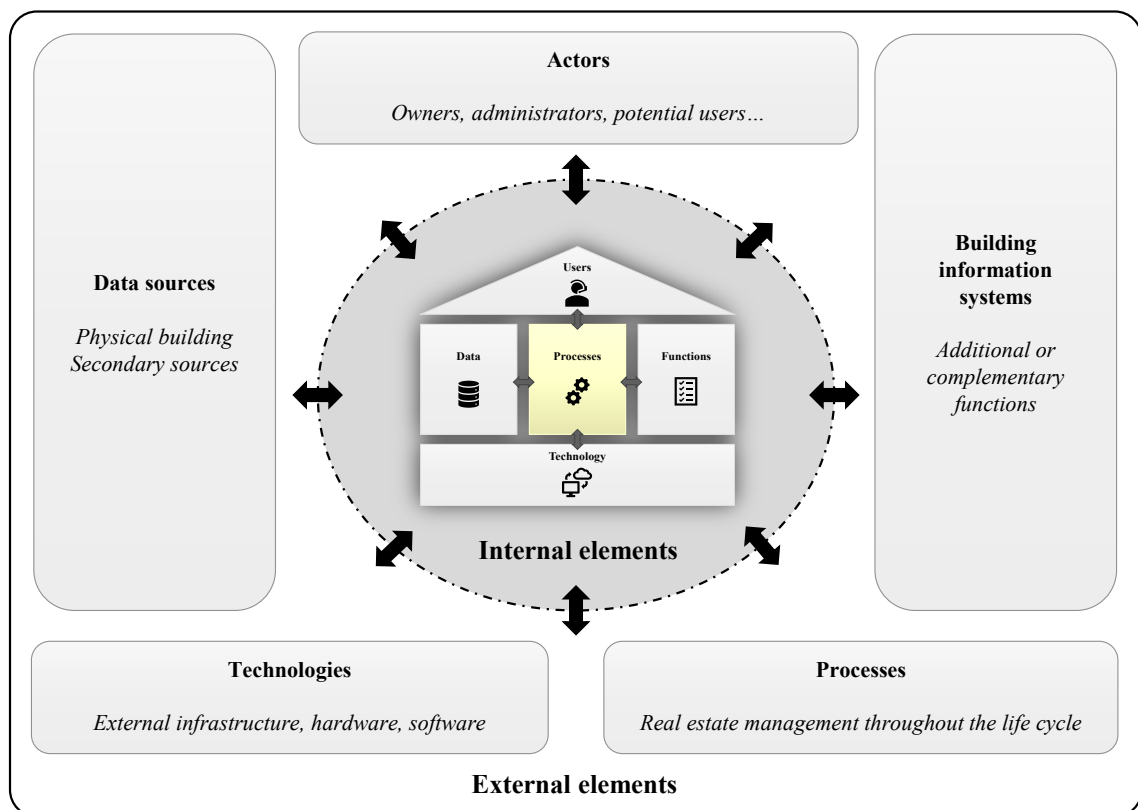 Actors
Owners, administrators, potential users…
Data sources
Physical building
Secondary sources
Building
information
systems
Additional or
complementary
functions
Users
Data
Processes
Functions
Technology
Internal elements
Technologies
External infrastructure, hardware, software
Processes
Real estate management throughout the life cycle
External elements